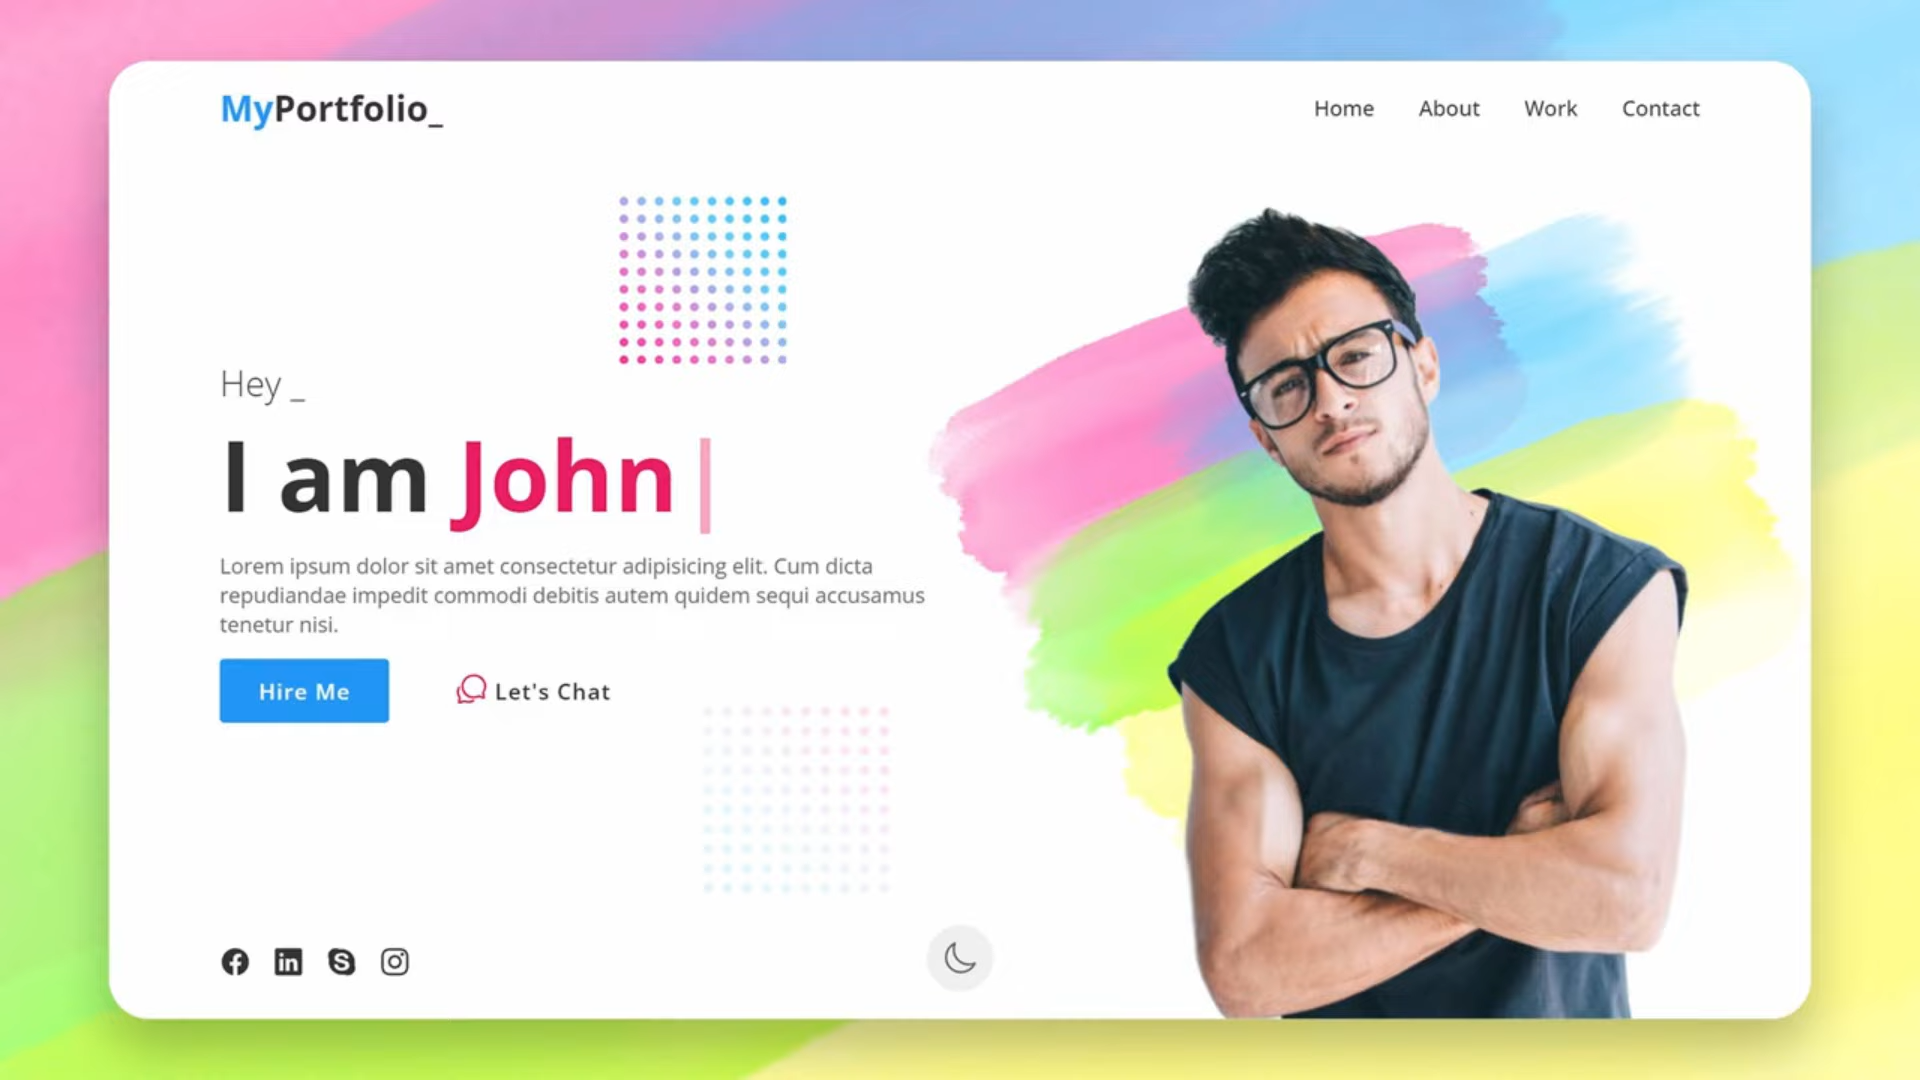 MyPortfolio_
Home About Work Contact
Hey _
I am John |
Lorem ipsum dolor sit amet consectetur adipisicing elit. Cum dicta
repudiandae impedit commodi debitis autem quidem sequi accusamus
tenetur nisi.
Hire Me Let's Chat